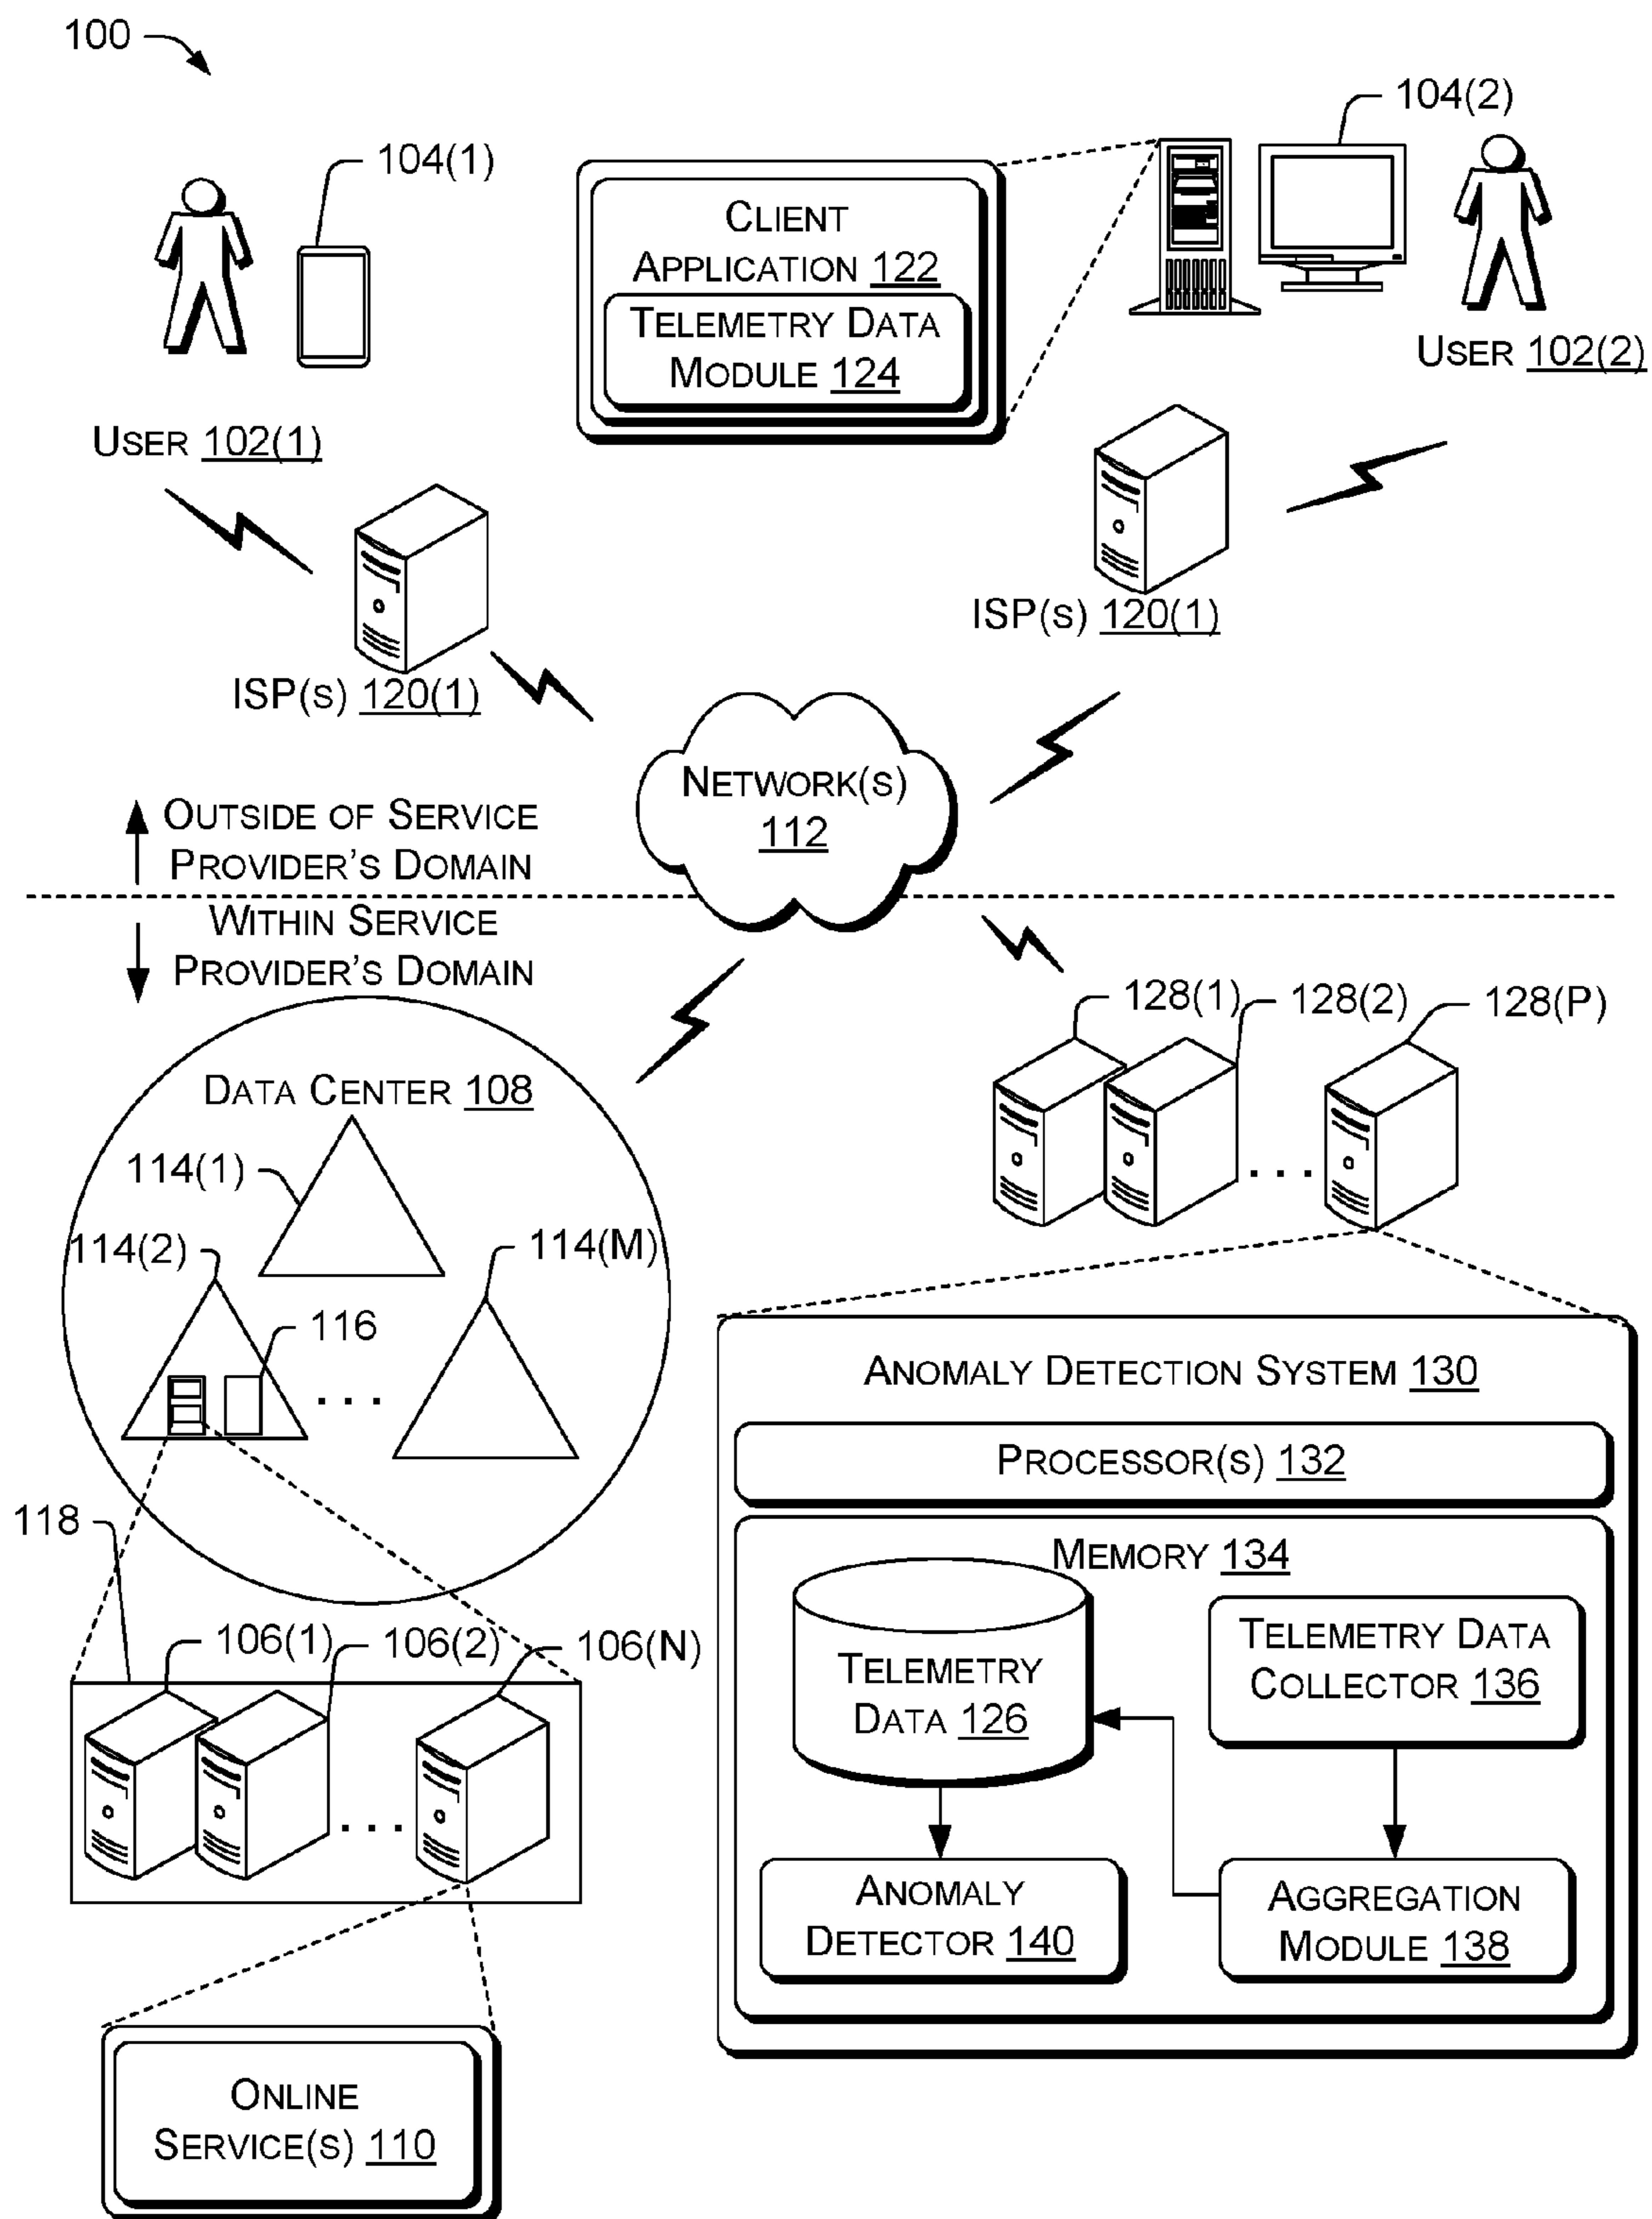 100
104(1)
104(2)
CLIENT
APPLICATION 122
TELEMETRY DATA
MODULE 124
USER 102(1)
USER 102(2)
ISP(S) 120(1)
ISP(S) 120(1)
NETWORK(S)
112
OUTSIDE OF SERVICE
PROVIDER'S DOMAIN
WITHIN SERVICE
PROVIDER'S DOMAIN
128(1)
128(2)
128(P)
DATA CENTER 108
114(1)
114(2)
114(M)
116
. . .
. . .
ANOMALY DETECTION SYSTEM 130
PROCESSOR(S) 132
118
MEMORY 134
106(1)
106(2)
106(N)
TELEMETRY
DATA 126
TELEMETRY DATA
COLLECTOR 136
. . .
ANOMALY
DETECTOR 140
AGGREGATION
MODULE 138
ONLINE
SERVICE(S) 110